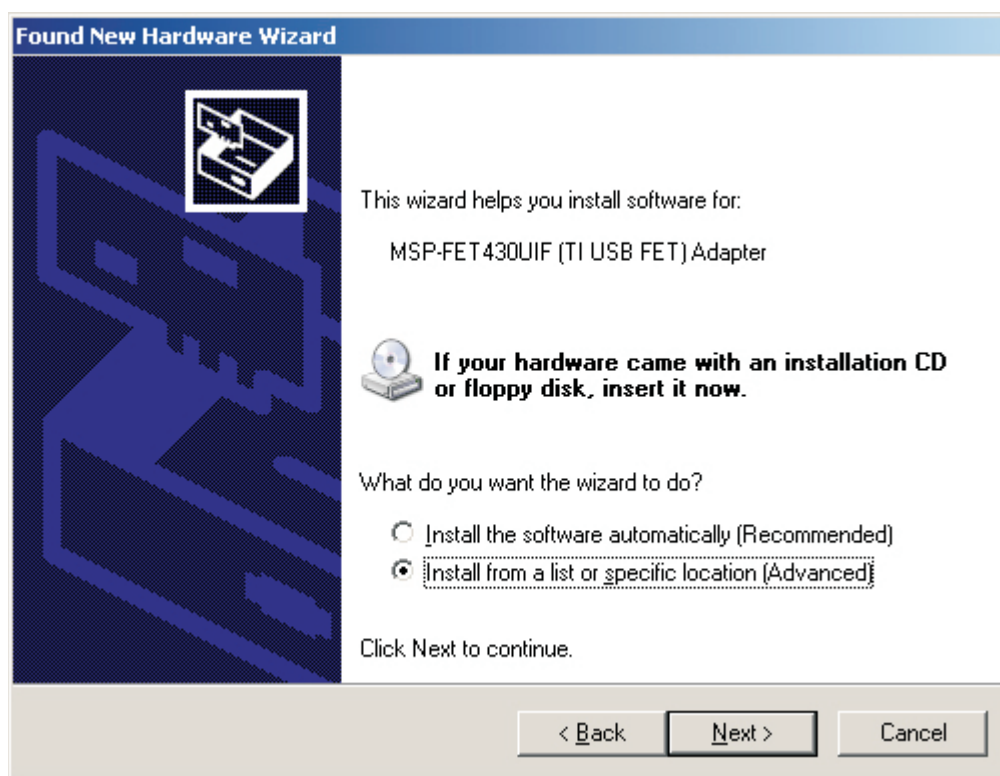 Found New Hardware Wizard
This wizard helps you install software for:
MSP-FET430UIF (TI USB FET) Adapter
If your hardware came with an installation CD
or floppy disk, insert it now.
What do you want the wizard to do?
Install the software automatically (Recommended)
Install from a list or specific location (Advanced)
Click Next to continue.
< Back Next > Cancel